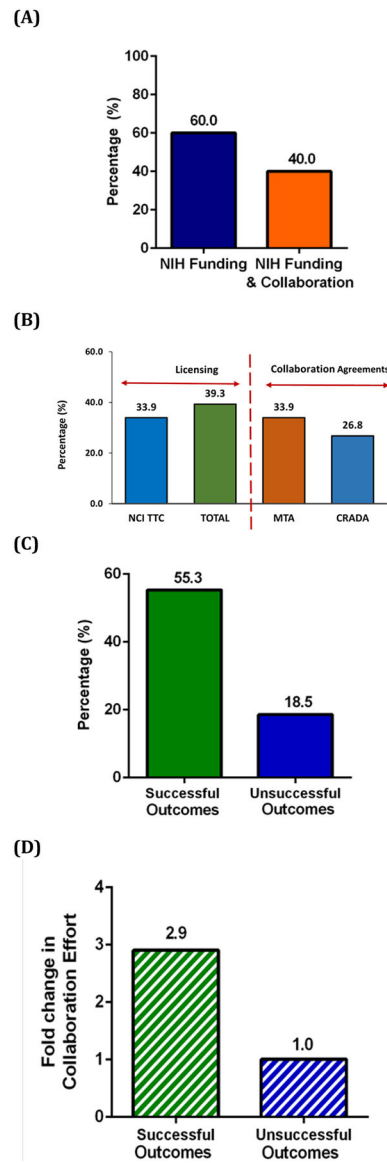 (A)
Percentage (%)
100
80
60
40
20
0
60.0
40.0
NIH Funding
NIH Funding
& Collaboration
(B)
Percentage (%)
60.0
40.0
20.0
0.0
Licensing
Collaboration Agreements
33.9
39.3
33.9
26.8
NCI TTC
TOTAL
MTA
CRADA
(C)
Percentage (%)
60
40
20
0
55.3
18.5
Successful
Outcomes
Unsuccessful
Outcomes
(D)
Fold change in
Collaboration Effort
4
3
2
1
0
2.9
1.0
Successful
Outcomes
Unsuccessful
Outcomes